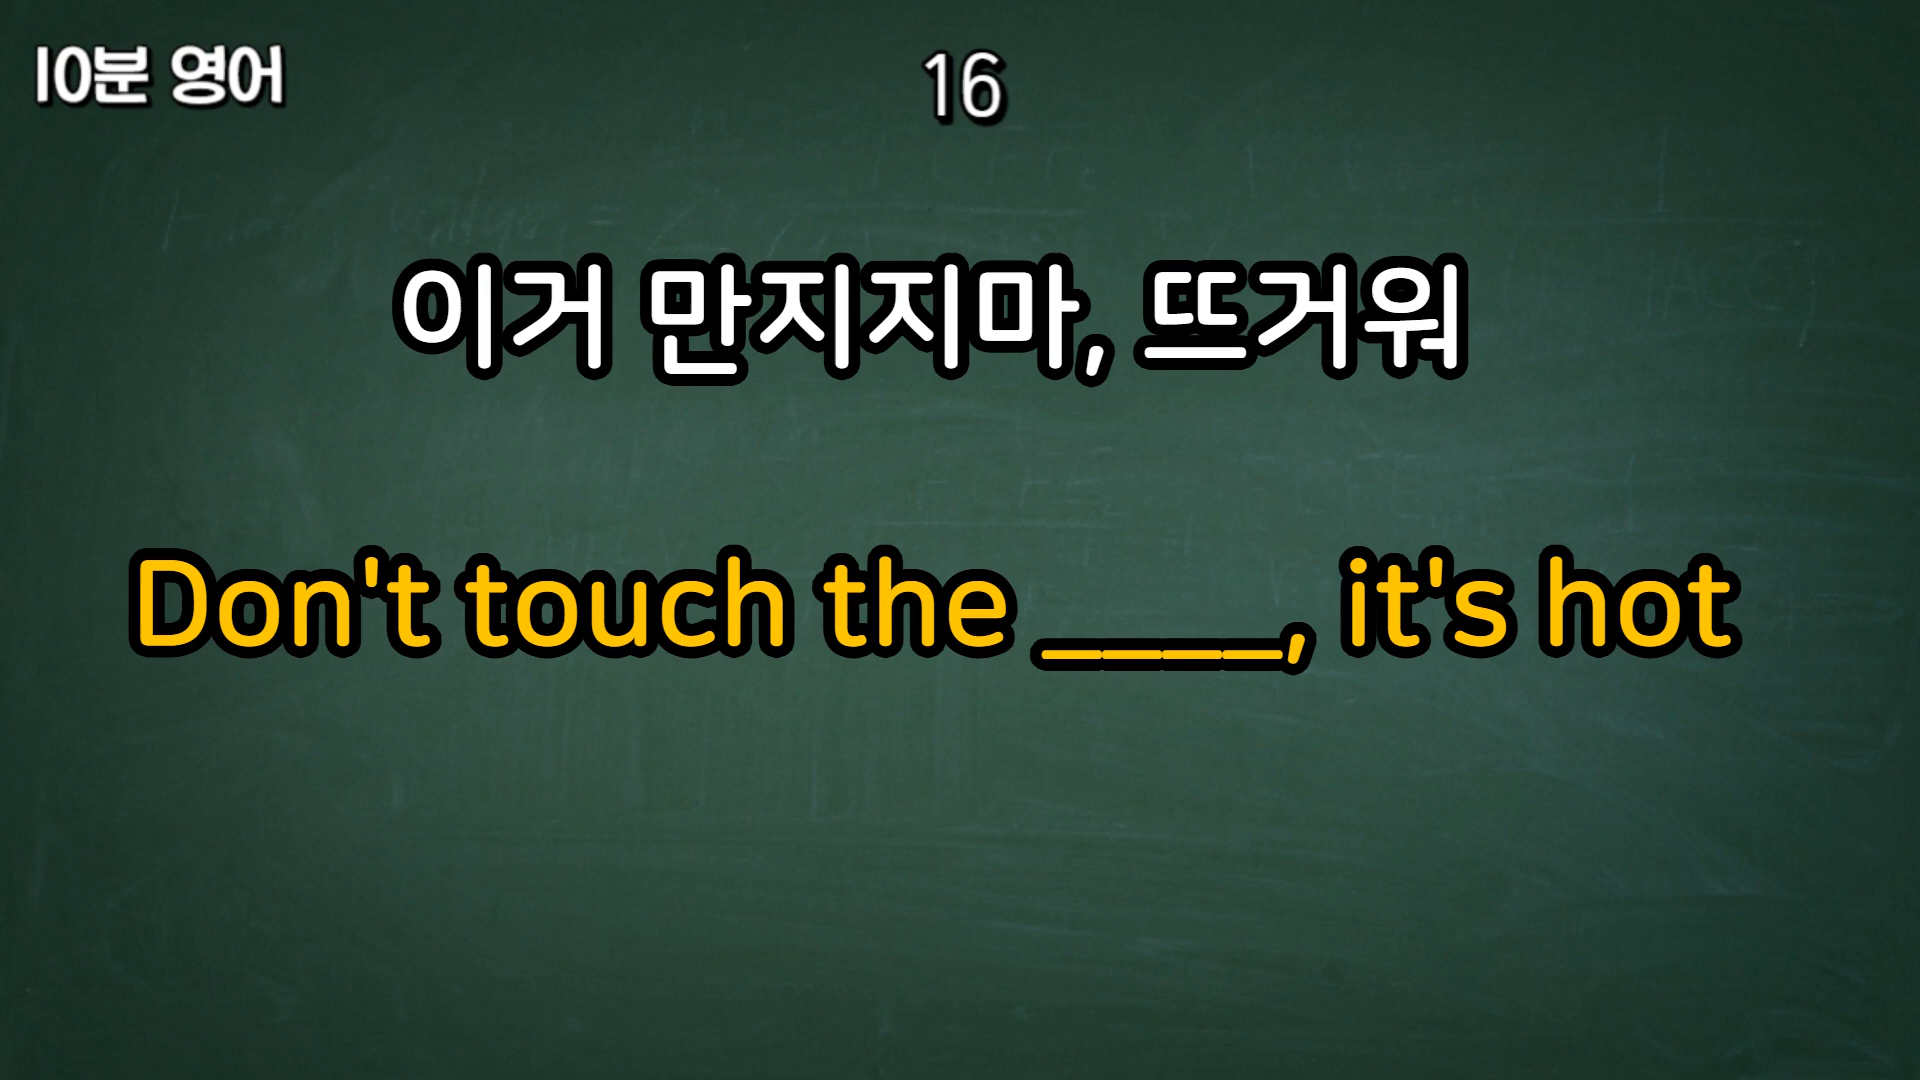 10분 영어
16
이거 만지지마, 뜨거워
Don't touch the ____, it's hot